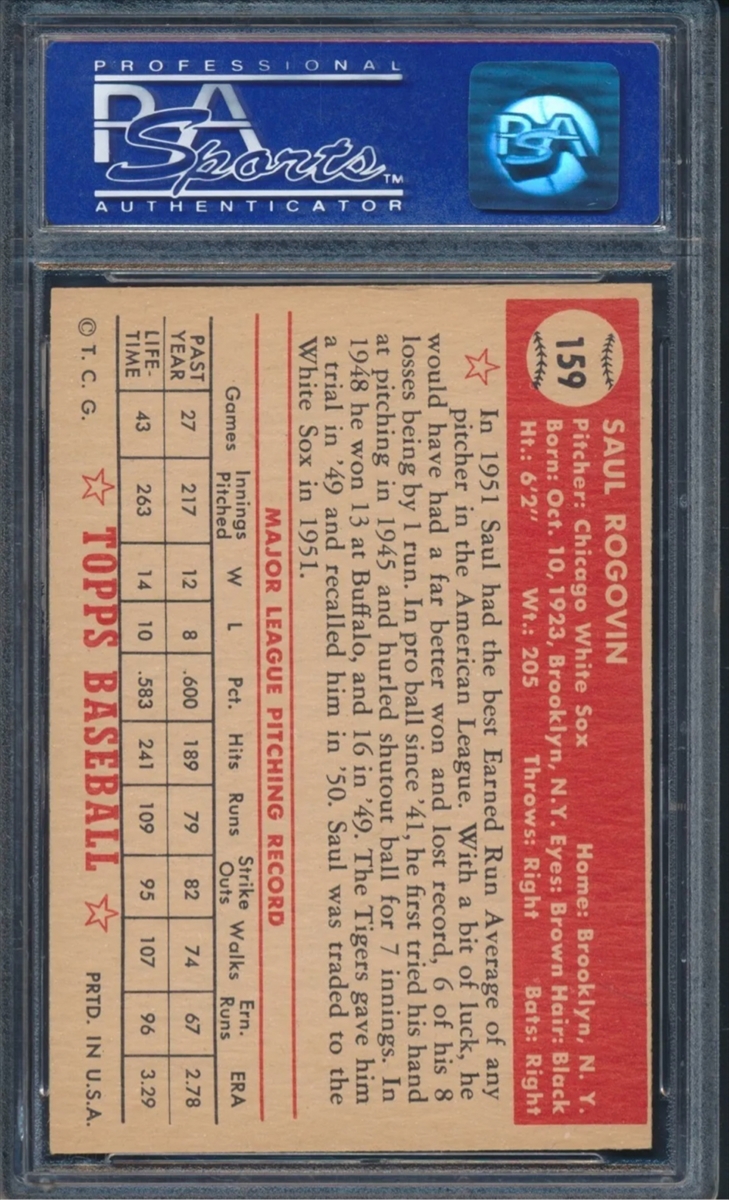 PROFESSIONAL
PSA
Sports™
AUTHENTICATOR
PSA
159
SAUL ROGOVIN
Pitcher: Chicago White Sox Home: Brooklyn, N. Y.
Born: Oct. 10, 1923, Brooklyn, N.Y. Eyes: Brown Hair: Black
Ht.: 6'2" Wt.: 205 Throws: Right Bats: Right
In 1951 Saul had the best Earned Run Average of any
pitcher in the American League. With a bit of luck, he
would have had a far better won and lost record, 6 of his 8
losses being by 1 run. In pro ball since '41, he first tried his hand
at pitching in 1945 and hurled shutout ball for 7 innings. In
1948 he won 13 at Buffalo, and 16 in '49. The Tigers gave him
a trial in '49 and recalled him in '50. Saul was traded to the
White Sox in 1951.
MAJOR LEAGUE PITCHING RECORD
Games Innings Pitched W L Pct. Hits Runs Strike Outs Walks Ern. Runs ERA
PAST YEAR 27 217 12 8 .600 189 79 82 74 67 2.78
LIFE-TIME 43 263 14 10 .583 241 109 95 107 96 3.29
© T. C. G. TOPPS BASEBALL PRTD. IN U.S.A.